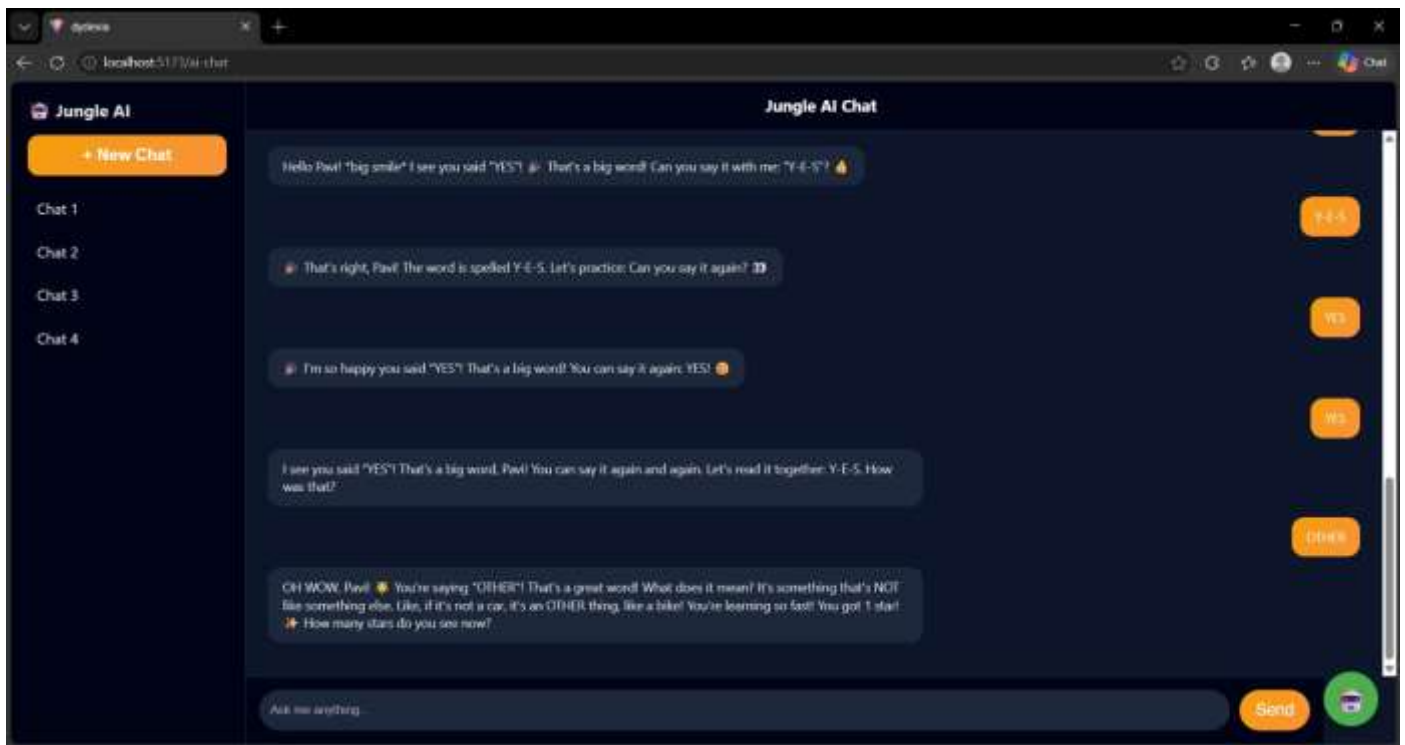 dyslexia
localhost:5173/ai-chat
Chat
Jungle AI
Jungle AI Chat
+ New Chat
Chat 1
Chat 2
Chat 3
Chat 4
Hello Pavi! *big smile* I see you said "YES"! 🎉 That's a big word! Can you say it with me: "Y-E-S"?
Y-E-S
🎉 That's right, Pavi! The word is spelled Y-E-S. Let's practice: Can you say it again?
YES
🎉 I'm so happy you said "YES"! That's a big word! You can say it again: YES!
YES
I see you said "YES"! That's a big word, Pavi! You can say it again and again. Let's read it together: Y-E-S. How
was that?
OTHER
OH WOW, Pavi! 🌟 You're saying "OTHER"! That's a great word! What does it mean? It's something that's NOT
like something else. Like, if it's not a car, it's an OTHER thing, like a bike! You're learning so fast! You got 1 star!
✨ How many stars do you see now?
Ask me anything...
Send